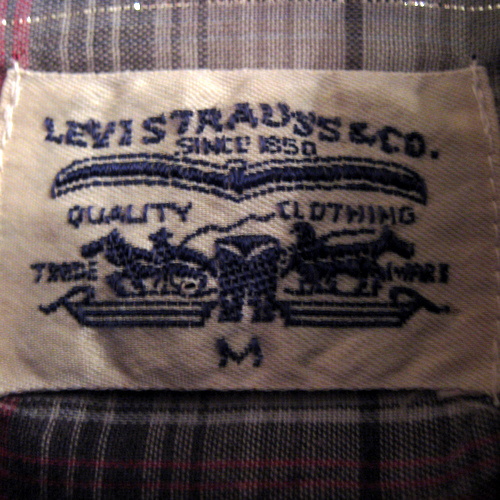 LEVI STRAUSS & CO.
SINCE 1850
QUALITY CLOTHING
TRADE MARK
M